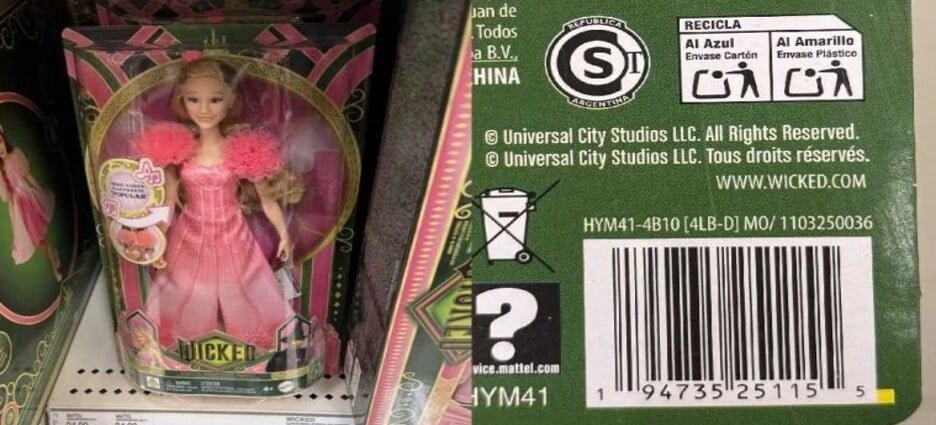 "POPULAR"
WICKED
WICKED
uan de
Todos
a B.V.,
HINA
REPUBLICA
S
ARGENTINA
RECICLA
Al Azul
Envase Cartón
Al Amarillo
Envase Plástico
© Universal City Studios LLC. All Rights Reserved.
© Universal City Studios LLC. Tous droits réservés.
WWW.WICKED.COM
HYM41-4B10 [4LB-D] MO/ 1103250036
?
vice.mattel.com
HYM41
1 94735 25115 5